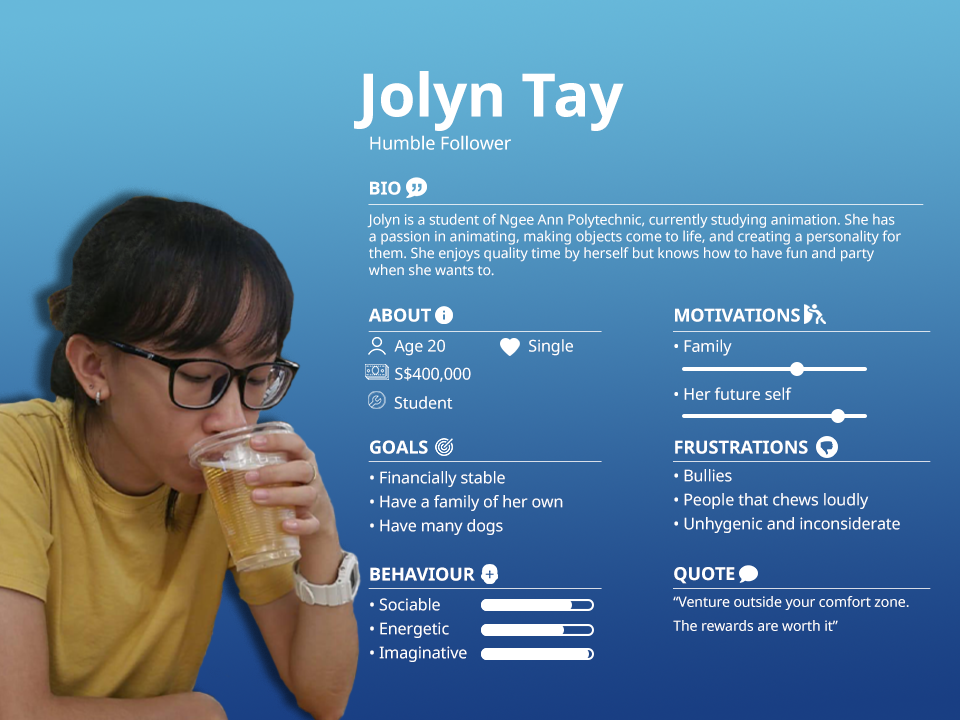 Jolyn Tay
Humble Follower
BIO
Jolyn is a student of Ngee Ann Polytechnic, currently studying animation. She has
a passion in animating, making objects come to life, and creating a personality for
them. She enjoys quality time by herself but knows how to have fun and party
when she wants to.
ABOUT
Age 20
Single
S$400,000
Student
MOTIVATIONS
• Family
• Her future self
GOALS
• Financially stable
• Have a family of her own
• Have many dogs
FRUSTRATIONS
• Bullies
• People that chews loudly
• Unhygenic and inconsiderate
BEHAVIOUR
• Sociable
• Energetic
• Imaginative
QUOTE
“Venture outside your comfort zone.
The rewards are worth it”